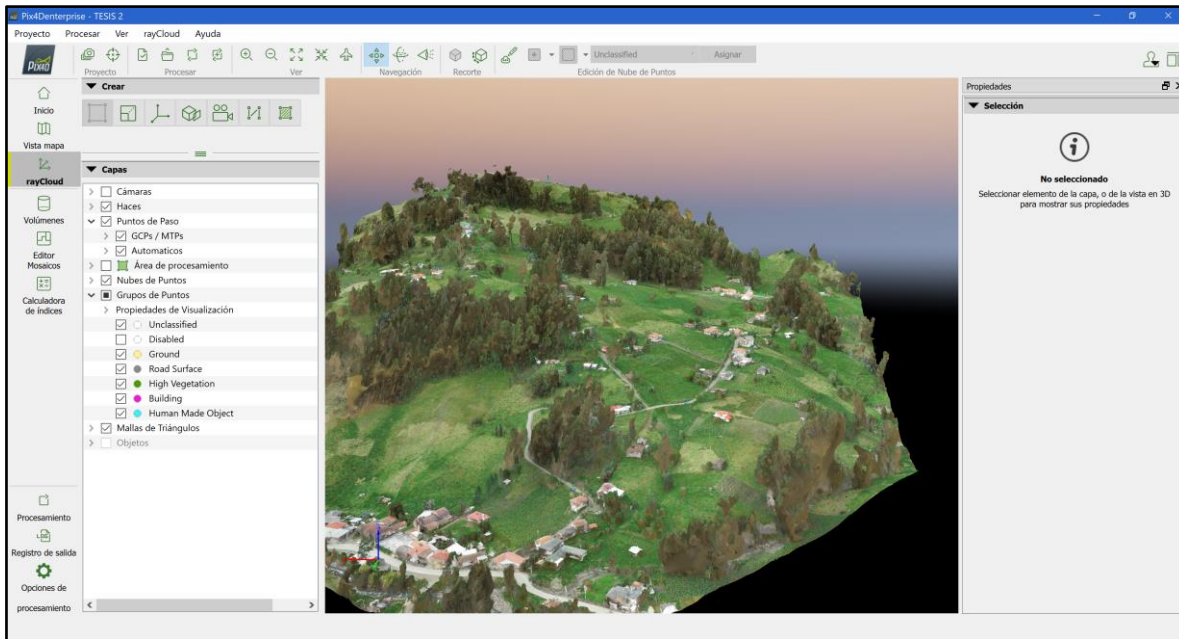 Pix4Denterprise - TESIS 2
Proyecto Procesar Ver rayCloud Ayuda
PIX4D
Unclassified
Asignar
Proyecto
Procesar
Ver
Navegación
Recorte
Edición de Nube de Puntos
Inicio
Vista mapa
rayCloud
Volúmenes
Editor
Mosaicos
Calculadora
de índices
Procesamiento
Registro de salida
Opciones de
procesamiento
Crear
Capas
Cámaras
Haces
Puntos de Paso
GCPs / MTPs
Automaticos
Área de procesamiento
Nubes de Puntos
Grupos de Puntos
Propiedades de Visualización
Unclassified
Disabled
Ground
Road Surface
High Vegetation
Building
Human Made Object
Mallas de Triángulos
Objetos
Propiedades
Selección
No seleccionado
Seleccionar elemento de la capa, o de la vista en 3D
para mostrar sus propiedades